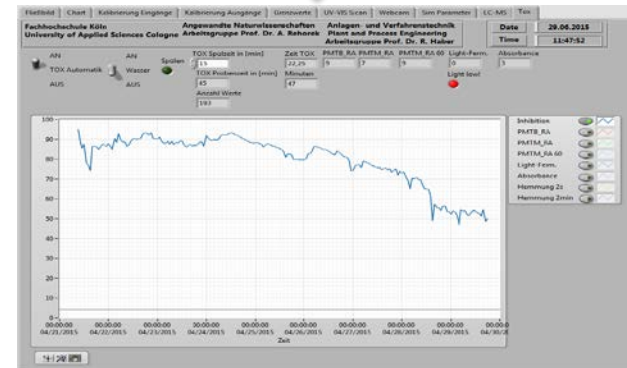 Fließbild Chart Kalibrierung Eingänge Kalibrierung Ausgänge Grenzwerte UV-VIS Scan Webcam Sim Parameter LC-MS Tox
Fachhochschule Köln
University of Applied Sciences Cologne
Angewandte Naturwissenschaften
Arbeitsgruppe Prof. Dr. A. Rehorek
Anlagen- und Verfahrenstechnik
Plant and Process Engineering
Arbeitsgruppe Prof. Dr. R. Haber
Date 29.06.2015
Time 11:47:52
AN
TOX Automatik
AUS
AN
Wasser
AUS
Spülen
TOX Spülzeit in [min]
15
TOX Probenzeit in [min]
45
Anzahl Werte
193
Zeit TOX
22,25
Minuten
47
PMTB_RA PMTM_RA PMTM_RA 60 Light-Ferm. Absorbance
9 7 9 0 3
Light low!
Inhibition
PMTB_RA
PMTM_RA
PMTM_RA 60
Light-Ferm.
Absorbance
Hemmung 2s
Hemmung 2min
100
90
80
70
60
50
40
30
20
10
0
00:00:00 00:00:00 00:00:00 00:00:00 00:00:00 00:00:00 00:00:00 00:00:00 00:00:0
04/21/2015 04/22/2015 04/23/2015 04/24/2015 04/25/2015 04/26/2015 04/27/2015 04/28/2015 04/29/2015 04/30/2
Zeit